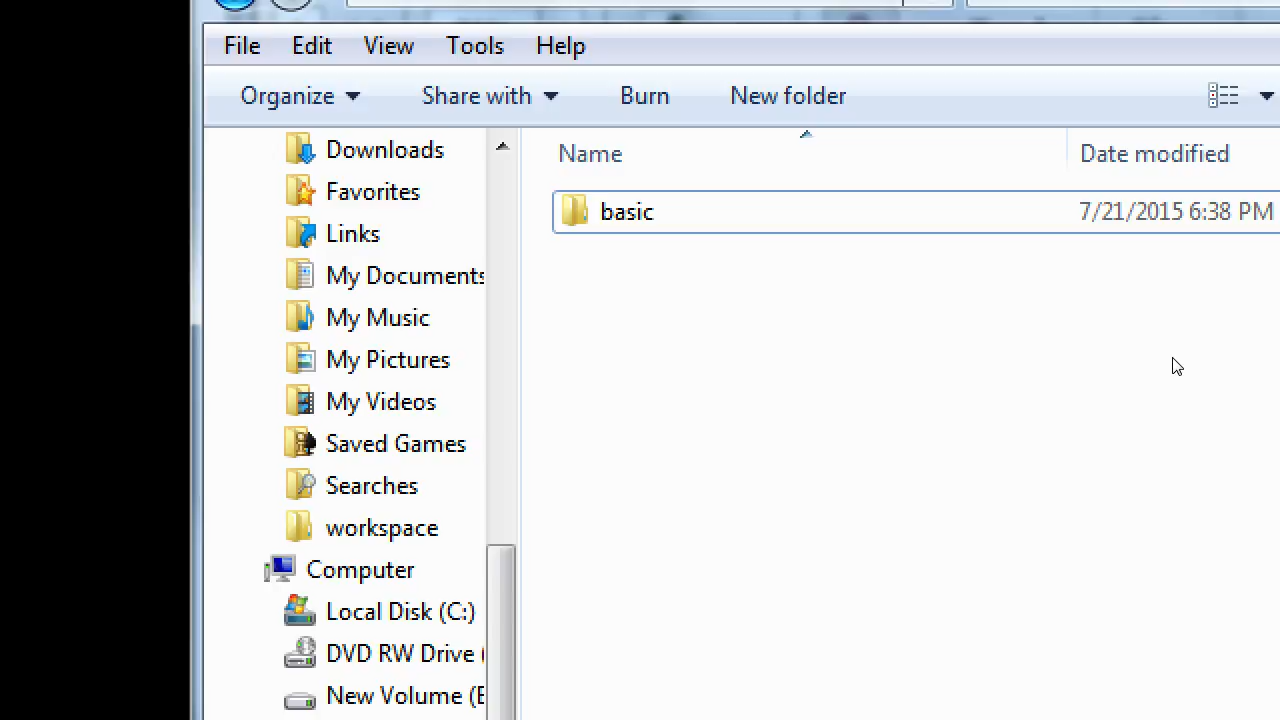 File Edit View Tools Help
Organize Share with Burn New folder
Name Date modified
basic 7/21/2015 6:38 PM
Downloads
Favorites
Links
My Documents
My Music
My Pictures
My Videos
Saved Games
Searches
workspace
Computer
Local Disk (C:)
DVD RW Drive (
New Volume (E